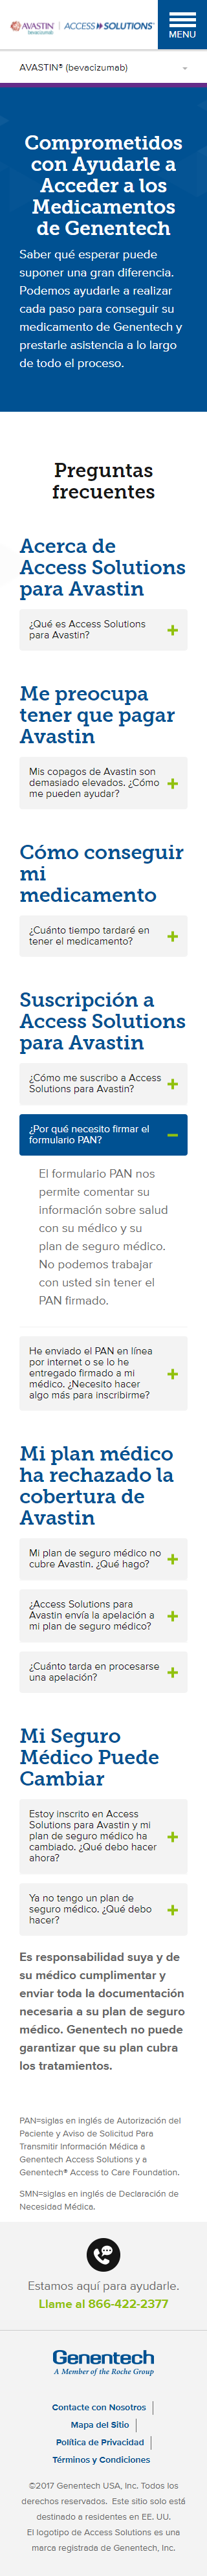 AVASTIN
bevacizumab
ACCESS SOLUTIONS
MENU
AVASTIN® (bevacizumab)
Comprometidos
con Ayudarle a
Acceder a los
Medicamentos
de Genentech
Saber qué esperar puede
suponer una gran diferencia.
Podemos ayudarle a realizar
cada paso para conseguir su
medicamento de Genentech y
prestarle asistencia a lo largo
de todo el proceso.
Preguntas
frecuentes
Acerca de
Access Solutions
para Avastin
¿Qué es Access Solutions
para Avastin?
Me preocupa
tener que pagar
Avastin
Mis copagos de Avastin son
demasiado elevados. ¿Cómo
me pueden ayudar?
Cómo conseguir
mi
medicamento
¿Cuánto tiempo tardaré en
tener el medicamento?
Suscripción a
Access Solutions
para Avastin
¿Cómo me suscribo a Access
Solutions para Avastin?
¿Por qué necesito firmar el
formulario PAN?
El formulario PAN nos
permite comentar su
información sobre salud
con su médico y su
plan de seguro médico.
No podemos trabajar
con usted sin tener el
PAN firmado.
He enviado el PAN en línea
por internet o se lo he
entregado firmado a mi
médico. ¿Necesito hacer
algo más para inscribirme?
Mi plan médico
ha rechazado la
cobertura de
Avastin
Mi plan de seguro médico no
cubre Avastin. ¿Qué hago?
¿Access Solutions para
Avastin envía la apelación a
mi plan de seguro médico?
¿Cuánto tarda en procesarse
una apelación?
Mi Seguro
Médico Puede
Cambiar
Estoy inscrito en Access
Solutions para Avastin y mi
plan de seguro médico ha
cambiado. ¿Qué debo hacer
ahora?
Ya no tengo un plan de
seguro médico. ¿Qué debo
hacer?
Es responsabilidad suya y de
su médico cumplimentar y
enviar toda la documentación
necesaria a su plan de seguro
médico. Genentech no puede
garantizar que su plan cubra
los tratamientos.
PAN=siglas en inglés de Autorización del
Paciente y Aviso de Solicitud Para
Transmitir Información Médica a
Genentech Access Solutions y a
Genentech® Access to Care Foundation.
SMN=siglas en inglés de Declaración de
Necesidad Médica.
Estamos aquí para ayudarle.
Llame al 866-422-2377
Genentech
A Member of the Roche Group
Contacte con Nosotros
Mapa del Sitio
Política de Privacidad
Términos y Condiciones
©2017 Genentech USA, Inc. Todos los
derechos reservados. Este sitio solo está
destinado a residentes en EE. UU.
El logotipo de Access Solutions es una
marca registrada de Genentech, Inc.